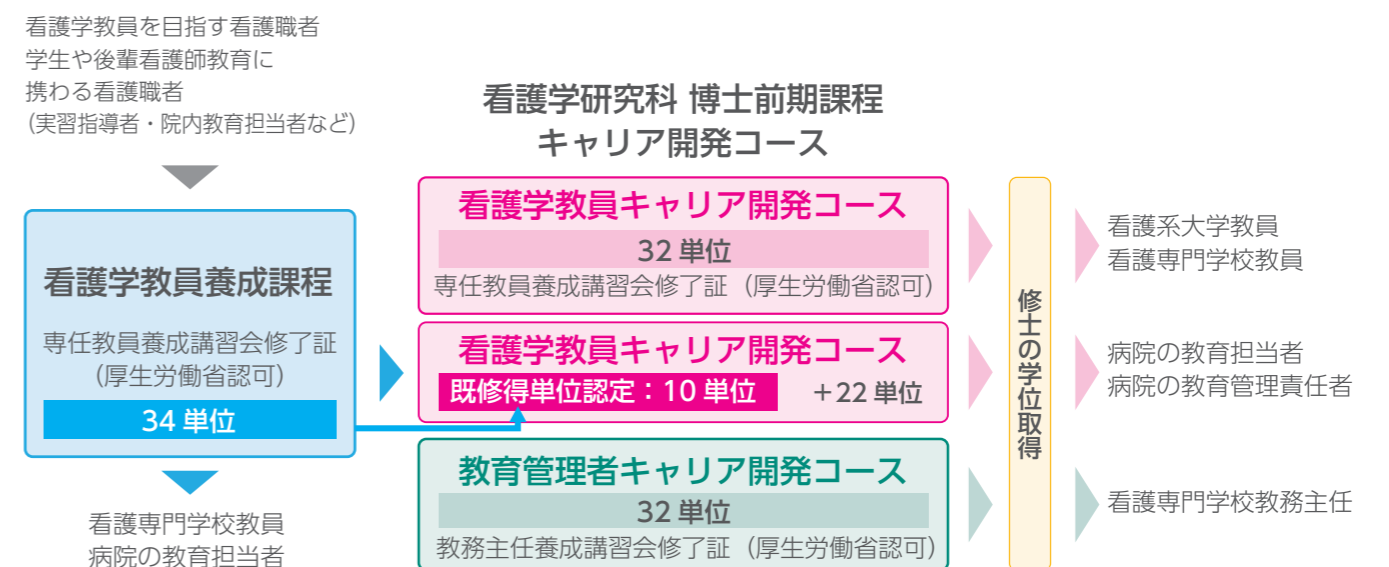 看護学教員を目指す看護職者
学生や後輩看護師教育に
携わる看護職者
（実習指導者・院内教育担当者など）
看護学教員養成課程
専任教員養成講習会修了証
（厚生労働省認可）
34 単位
看護専門学校教員
病院の教育担当者
看護学研究科 博士前期課程
キャリア開発コース
看護学教員キャリア開発コース
32 単位
専任教員養成講習会修了証（厚生労働省認可）
看護学教員キャリア開発コース
既修得単位認定：10 単位　＋22 単位
教育管理者キャリア開発コース
32 単位
教務主任養成講習会修了証（厚生労働省認可）
修士の学位取得
看護系大学教員
看護専門学校教員
病院の教育担当者
病院の教育管理責任者
看護専門学校教務主任